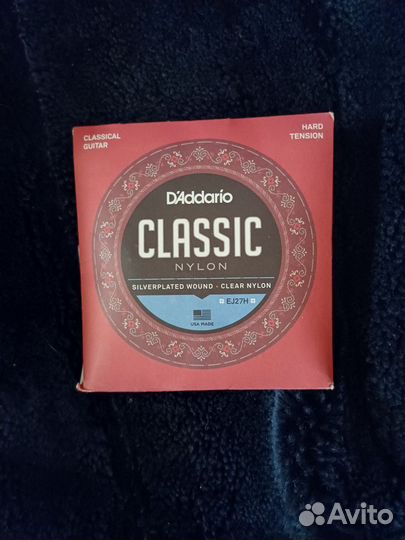 CLASSICAL
GUITAR
HARD
TENSION
D'Addario
CLASSIC
NYLON
SILVERPLATED WOUND - CLEAR NYLON
EJ27H
USA MADE
Avito